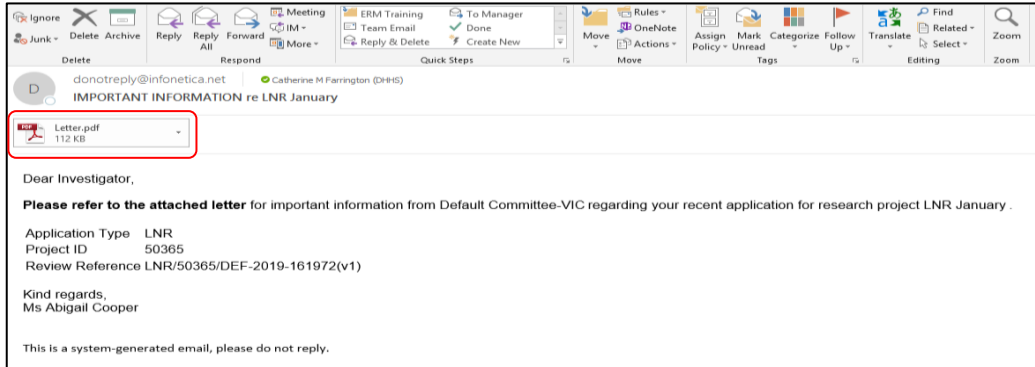 Ignore
Junk
Delete
Archive
Reply
Reply All
Forward
Meeting
IM
More
ERM Training
Team Email
Reply & Delete
To Manager
Done
Create New
Move
Rules
OneNote
Actions
Assign Policy
Mark Unread
Categorize
Follow Up
Translate
Find
Related
Select
Zoom
Delete
Respond
Quick Steps
Move
Tags
Editing
Zoom
D
donotreply@infonetica.net
Catherine M Farrington (DHHS)
IMPORTANT INFORMATION re LNR January
PDF
Letter.pdf
112 KB
Dear Investigator,
Please refer to the attached letter for important information from Default Committee-VIC regarding your recent application for research project LNR January .
Application Type LNR
Project ID 50365
Review Reference LNR/50365/DEF-2019-161972(v1)
Kind regards,
Ms Abigail Cooper
This is a system-generated email, please do not reply.